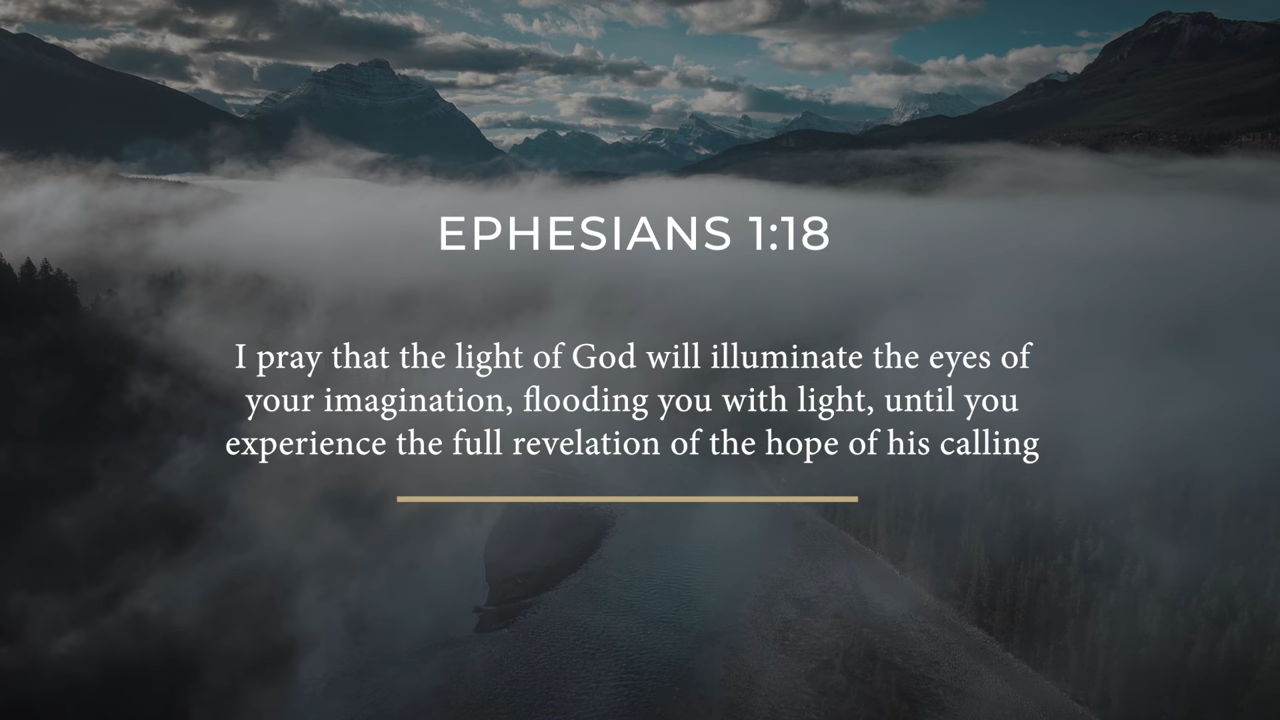 EPHESIANS 1:18
I pray that the light of God will illuminate the eyes of
your imagination, flooding you with light, until you
experience the full revelation of the hope of his calling